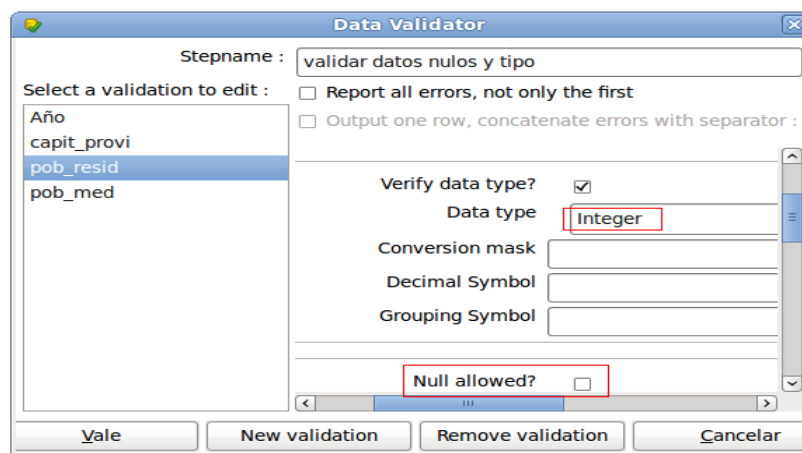 Data Validator
Stepname : validar datos nulos y tipo
Select a validation to edit :
Año
capit_provi
pob_resid
pob_med
Report all errors, not only the first
Output one row, concatenate errors with separator :
Verify data type?
Data type Integer
Conversion mask
Decimal Symbol
Grouping Symbol
Null allowed?
Vale New validation Remove validation Cancelar